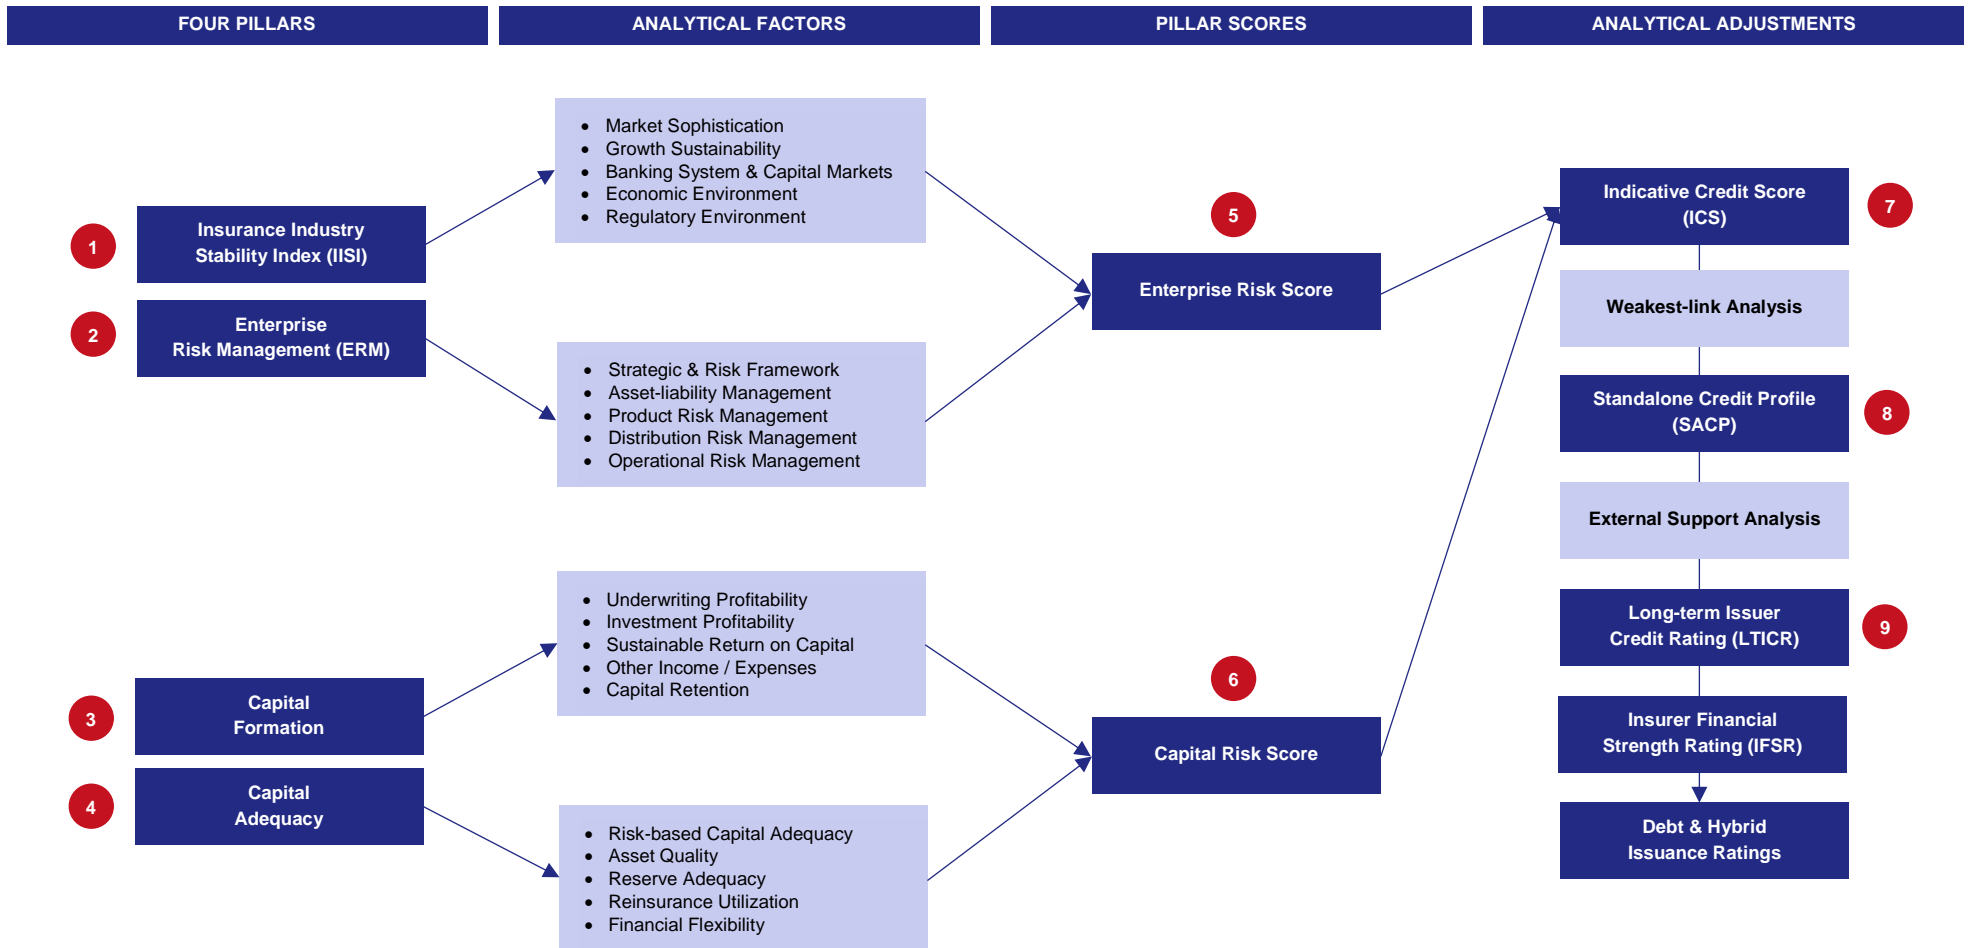 FOUR PILLARS
ANALYTICAL FACTORS
PILLAR SCORES
ANALYTICAL ADJUSTMENTS
1
Insurance Industry
Stability Index (IISI)
2
Enterprise
Risk Management (ERM)
3
Capital
Formation
4
Capital
Adequacy
• Market Sophistication
• Growth Sustainability
• Banking System & Capital Markets
• Economic Environment
• Regulatory Environment
• Strategic & Risk Framework
• Asset-liability Management
• Product Risk Management
• Distribution Risk Management
• Operational Risk Management
• Underwriting Profitability
• Investment Profitability
• Sustainable Return on Capital
• Other Income / Expenses
• Capital Retention
• Risk-based Capital Adequacy
• Asset Quality
• Reserve Adequacy
• Reinsurance Utilization
• Financial Flexibility
5
Enterprise Risk Score
6
Capital Risk Score
Indicative Credit Score
(ICS)
7
Weakest-link Analysis
Standalone Credit Profile
(SACP)
8
External Support Analysis
Long-term Issuer
Credit Rating (LTICR)
9
Insurer Financial
Strength Rating (IFSR)
Debt & Hybrid
Issuance Ratings